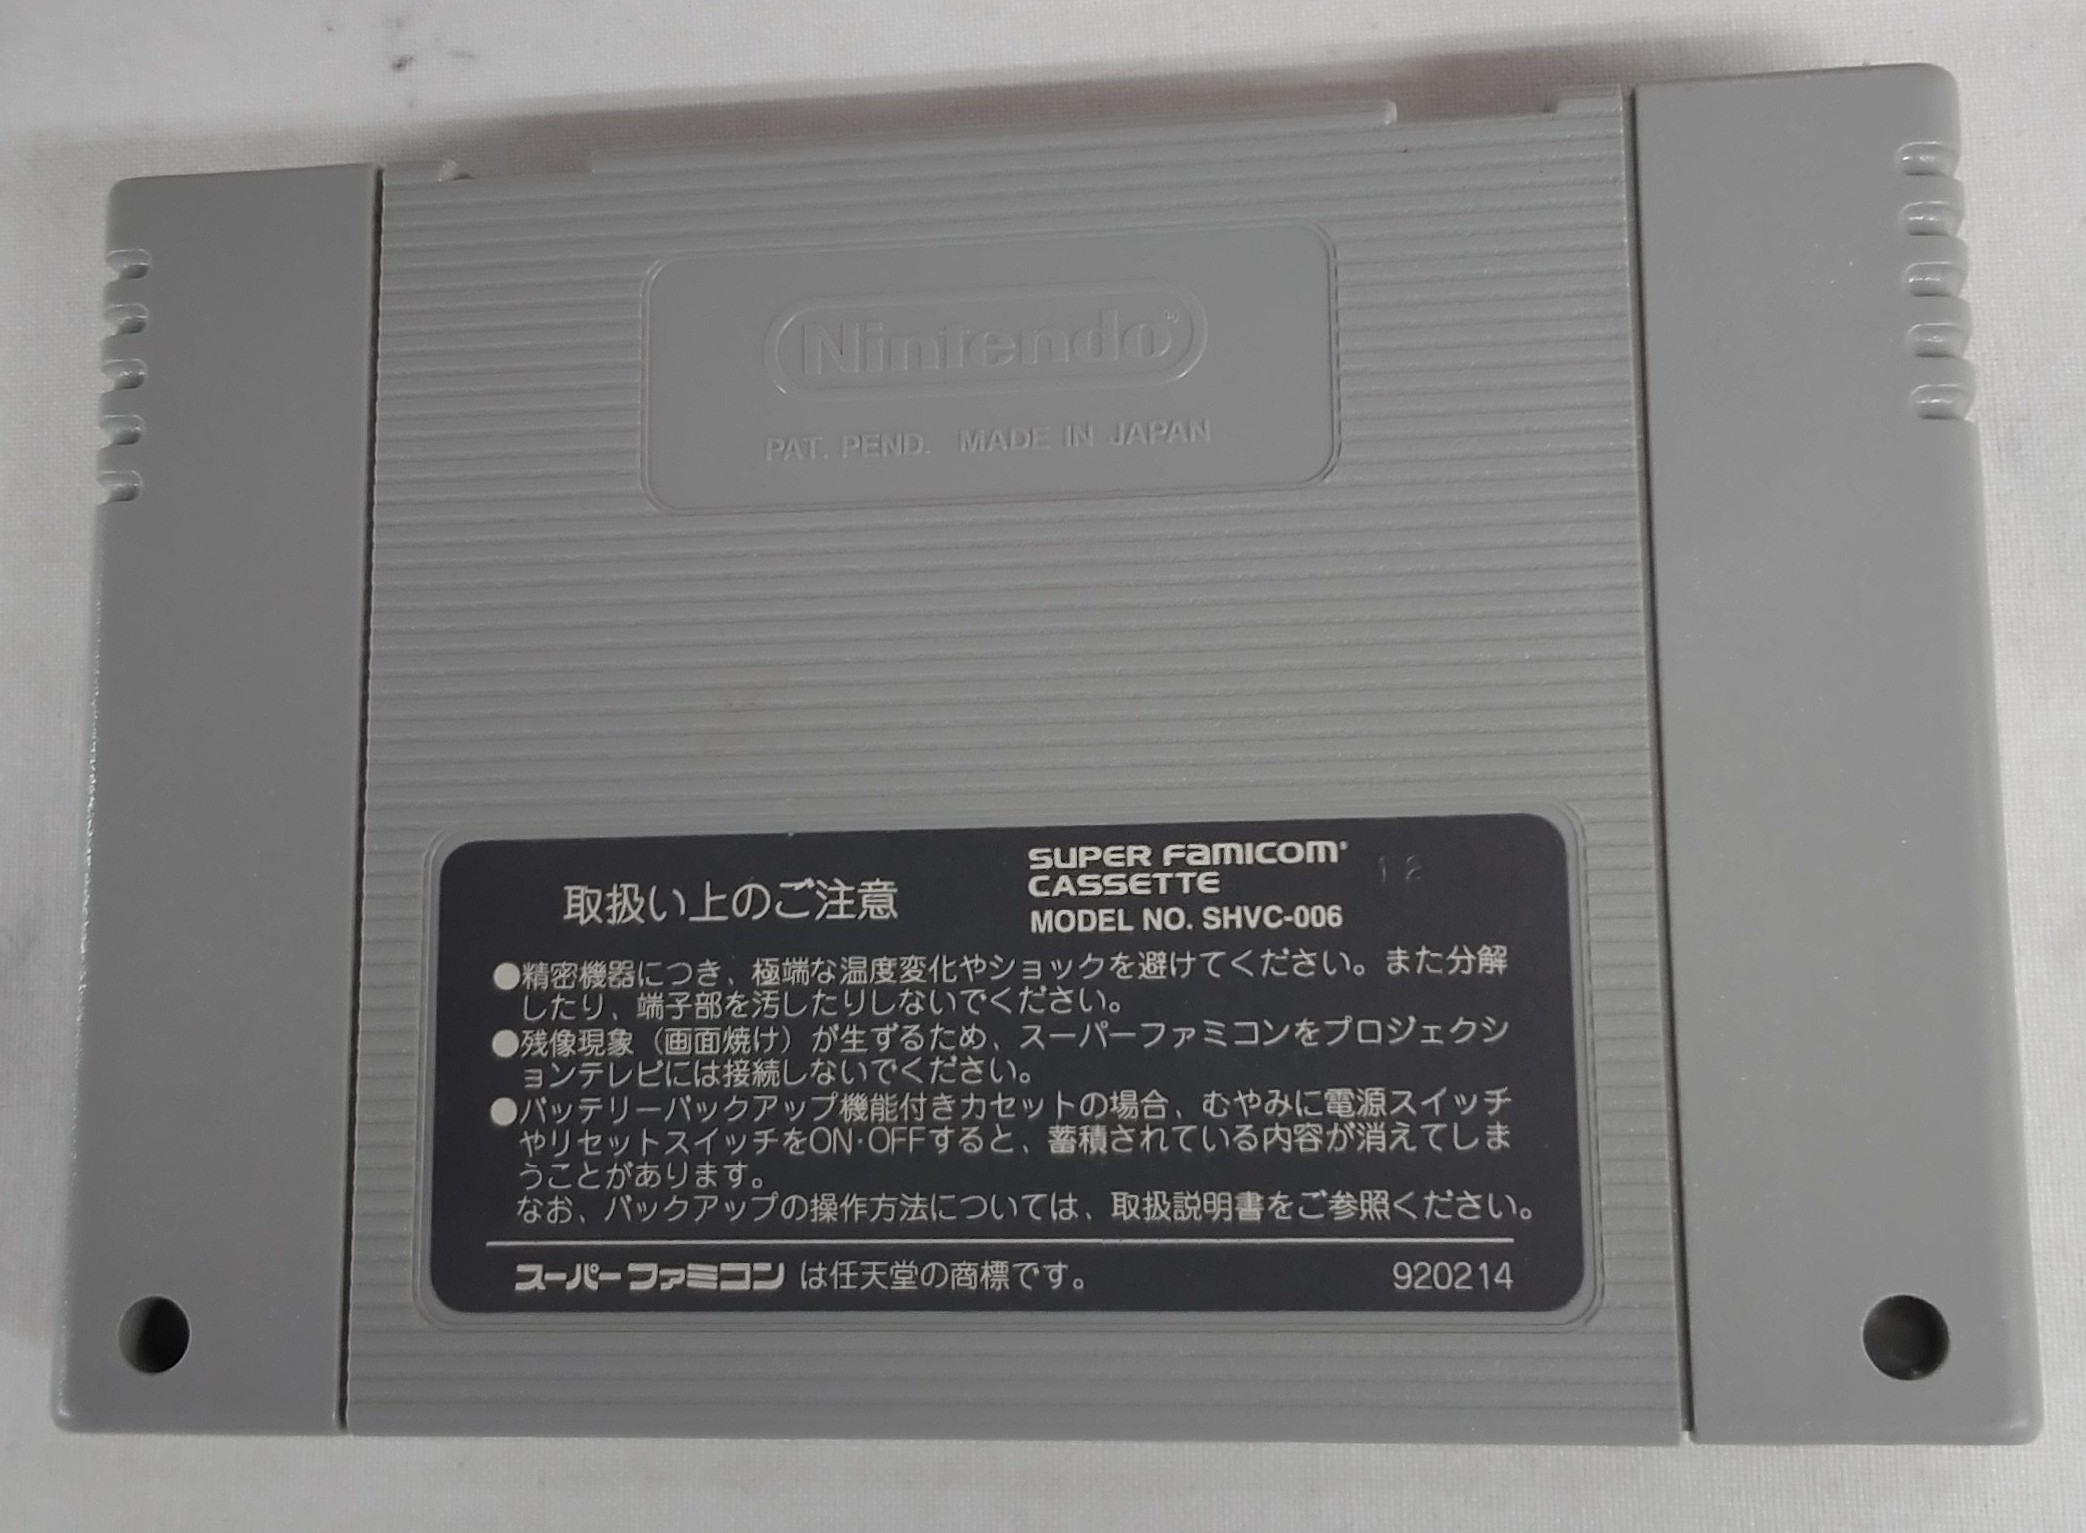 Nintendo®
PAT. PEND. MADE IN JAPAN
取扱い上のご注意
SUPER FAMICOM®
CASSETTE
MODEL NO. SHVC-006
12
●精密機器につき、極端な温度変化やショックを避けてください。また分解
したり、端子部を汚したりしないでください。
●残像現象（画面焼け）が生ずるため、スーパーファミコンをプロジェクシ
ョンテレビには接続しないでください。
●バッテリーバックアップ機能付きカセットの場合、むやみに電源スイッチ
やリセットスイッチをON·OFFすると、蓄積されている内容が消えてしま
うことがあります。
なお、バックアップの操作方法については、取扱説明書をご参照ください。
スーパーファミコンは任天堂の商標です。
920214